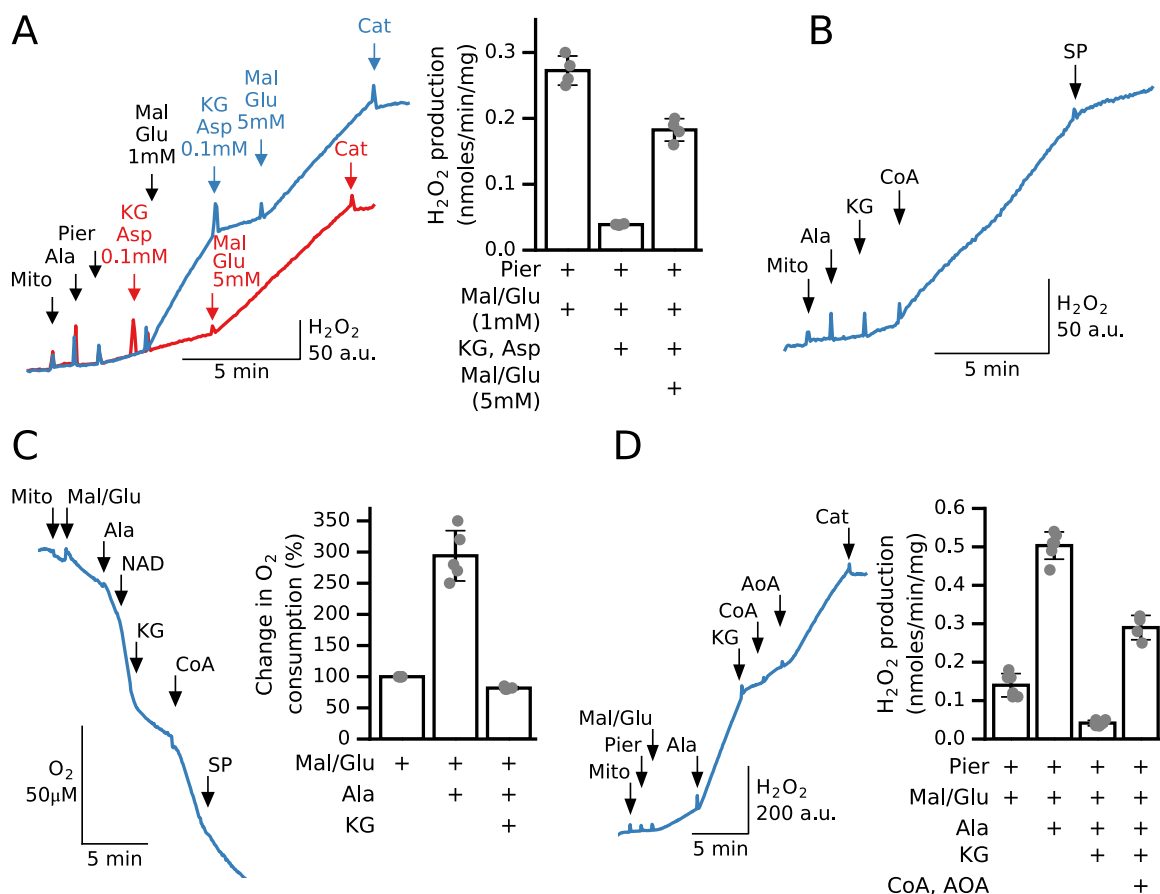 A
Cat
Mal
Glu
5mM
KG
Asp
0.1mM
Mal
Glu
1mM
Cat
KG
Asp
0.1mM
Pier
Ala
Mito
Mal
Glu
5mM
H2O2
50 a.u.
5 min
H2O2 production
(nmoles/min/mg)
0.3
0.2
0.1
0.0
Pier + + +
Mal/Glu
(1mM) + + +
KG, Asp + +
Mal/Glu
(5mM) +
B
SP
CoA
KG
Ala
Mito
H2O2
50 a.u.
5 min
C
Mito Mal/Glu
Ala
NAD
KG
CoA
SP
O2
50μM
5 min
Change in O2
consumption (%)
350
300
250
200
150
100
50
0
Mal/Glu + + +
Ala + +
KG +
D
Cat
AoA
CoA
KG
Mal/Glu
Pier
Mito
Ala
H2O2
200 a.u.
5 min
H2O2 production
(nmoles/min/mg)
0.6
0.5
0.4
0.3
0.2
0.1
0.0
Pier + + + +
Mal/Glu + + + +
Ala + + +
KG + +
CoA, AOA +